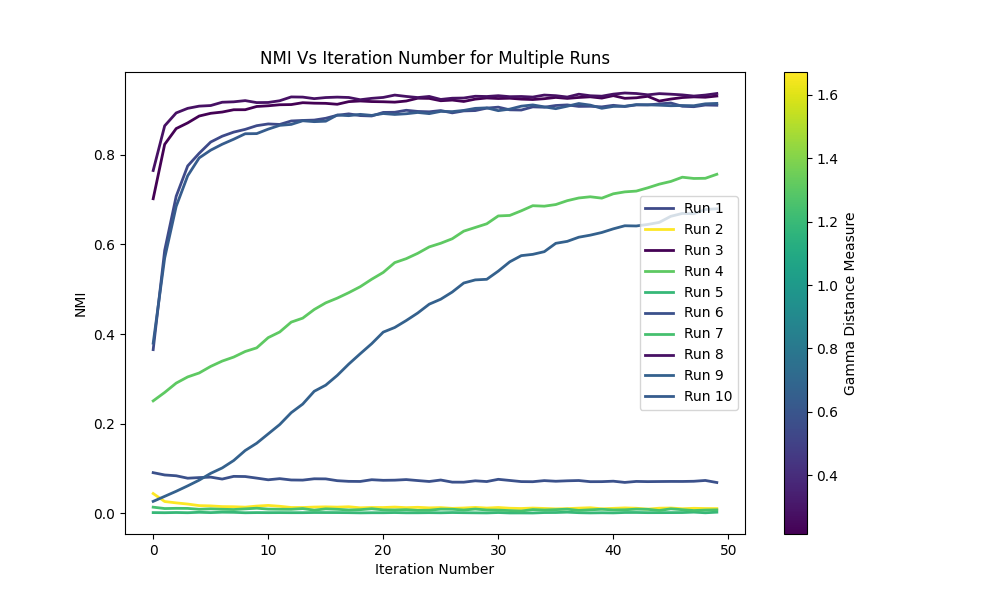 NMI Vs Iteration Number for Multiple Runs
NMI
0.8
0.6
0.4
0.2
0.0
0 10 20 30 40 50
Iteration Number
Run 1
Run 2
Run 3
Run 4
Run 5
Run 6
Run 7
Run 8
Run 9
Run 10
1.6
1.4
1.2
1.0
0.8
0.6
0.4
Gamma Distance Measure